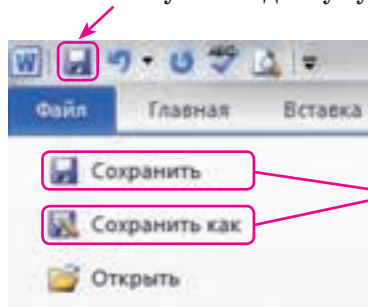 W
Файл Главная Вставка
Сохранить
Сохранить как
Открыть